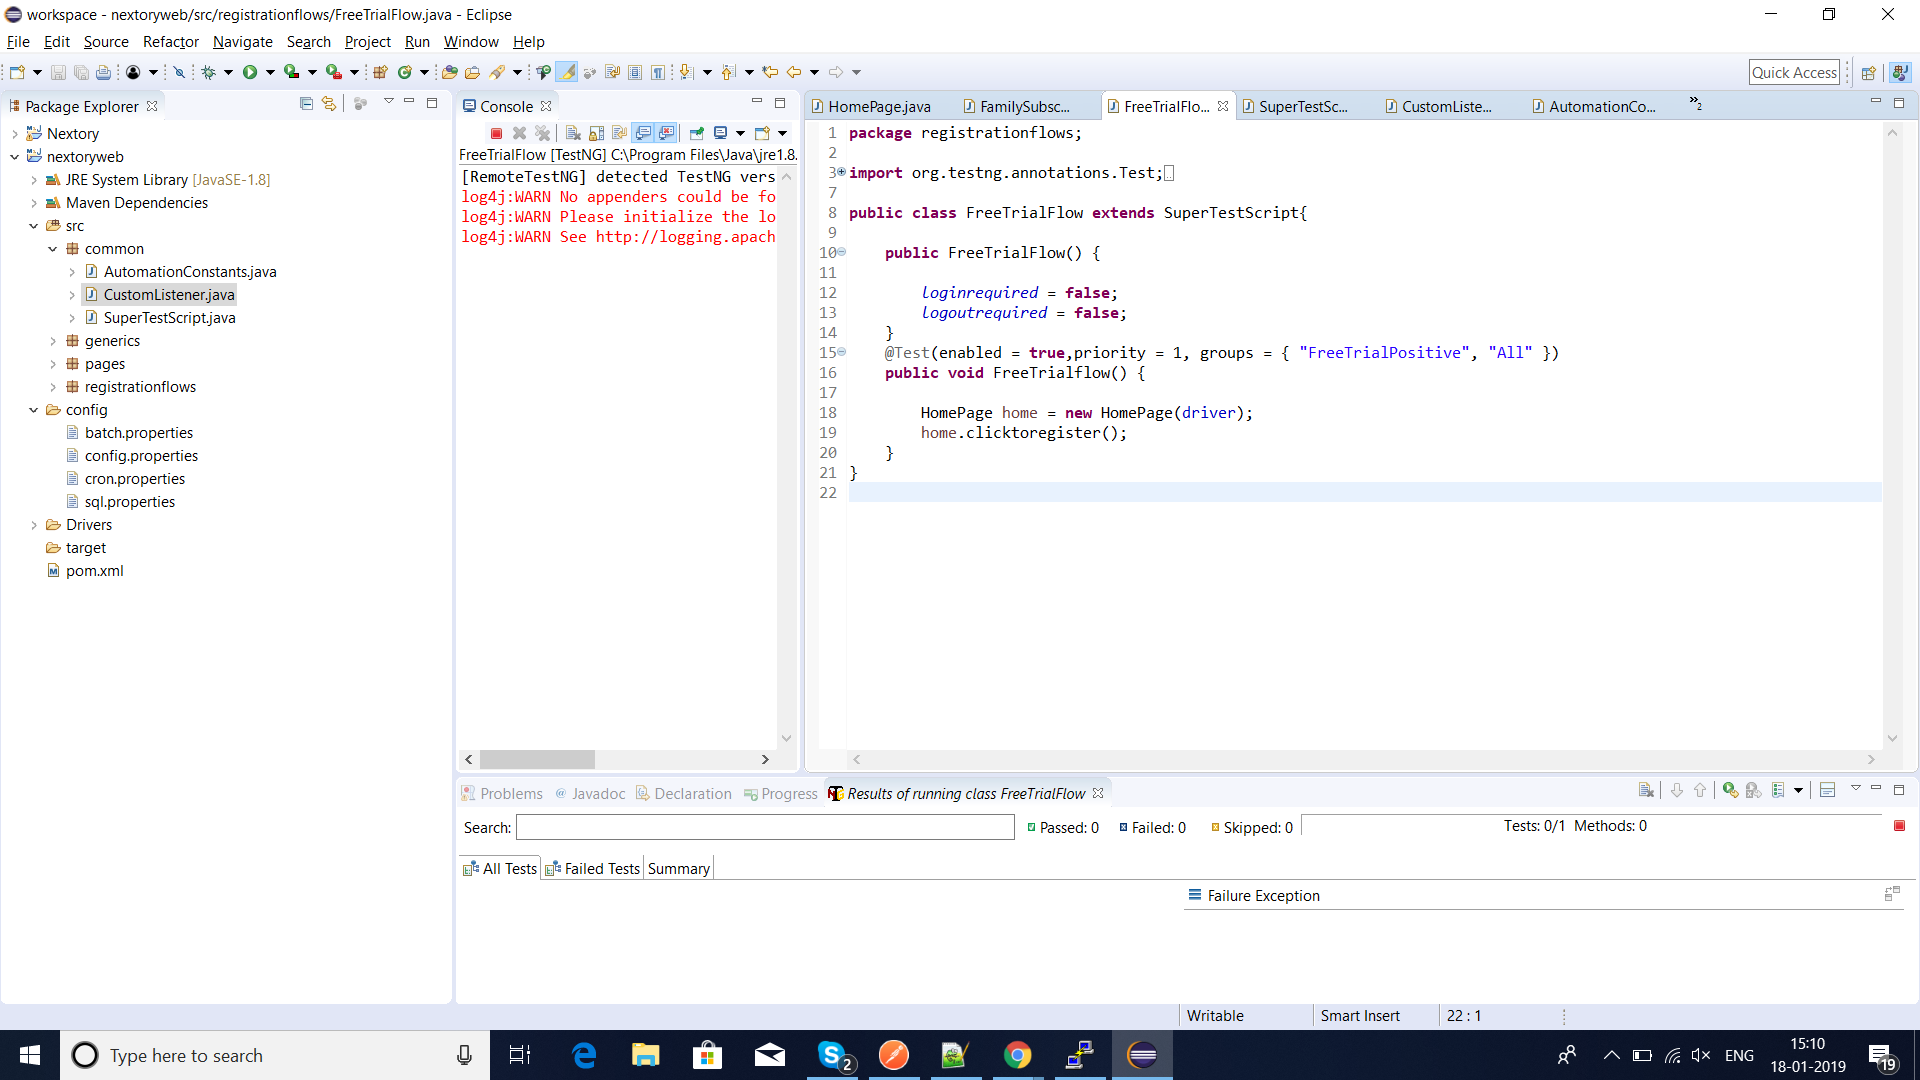 workspace - nextoryweb/src/registrationflows/FreeTrialFlow.java - Eclipse
File Edit Source Refactor Navigate Search Project Run Window Help
Quick Access
Package Explorer
Nextory
nextoryweb
JRE System Library [JavaSE-1.8]
Maven Dependencies
src
common
AutomationConstants.java
CustomListener.java
SuperTestScript.java
generics
pages
registrationflows
config
batch.properties
config.properties
cron.properties
sql.properties
Drivers
target
pom.xml
Console
FreeTrialFlow [TestNG] C:\Program Files\Java\jre1.8.
[RemoteTestNG] detected TestNG vers
log4j:WARN No appenders could be fo
log4j:WARN Please initialize the lo
log4j:WARN See http://logging.apach
HomePage.java FamilySubsc... FreeTrialFlo... SuperTestSc... CustomListe... AutomationCo... »2
1 package registrationflows;
2
3 import org.testng.annotations.Test;
7
8 public class FreeTrialFlow extends SuperTestScript{
9
10 public FreeTrialFlow() {
11
12 loginrequired = false;
13 logoutrequired = false;
14 }
15 @Test(enabled = true,priority = 1, groups = { "FreeTrialPositive", "All" })
16 public void FreeTrialflow() {
17
18 HomePage home = new HomePage(driver);
19 home.clicktoregister();
20 }
21 }
22
Problems Javadoc Declaration Progress Results of running class FreeTrialFlow
Search: Passed: 0 Failed: 0 Skipped: 0 Tests: 0/1 Methods: 0
All Tests Failed Tests Summary
Failure Exception
Writable Smart Insert 22 : 1
Type here to search
2
ENG
15:10
18-01-2019
19